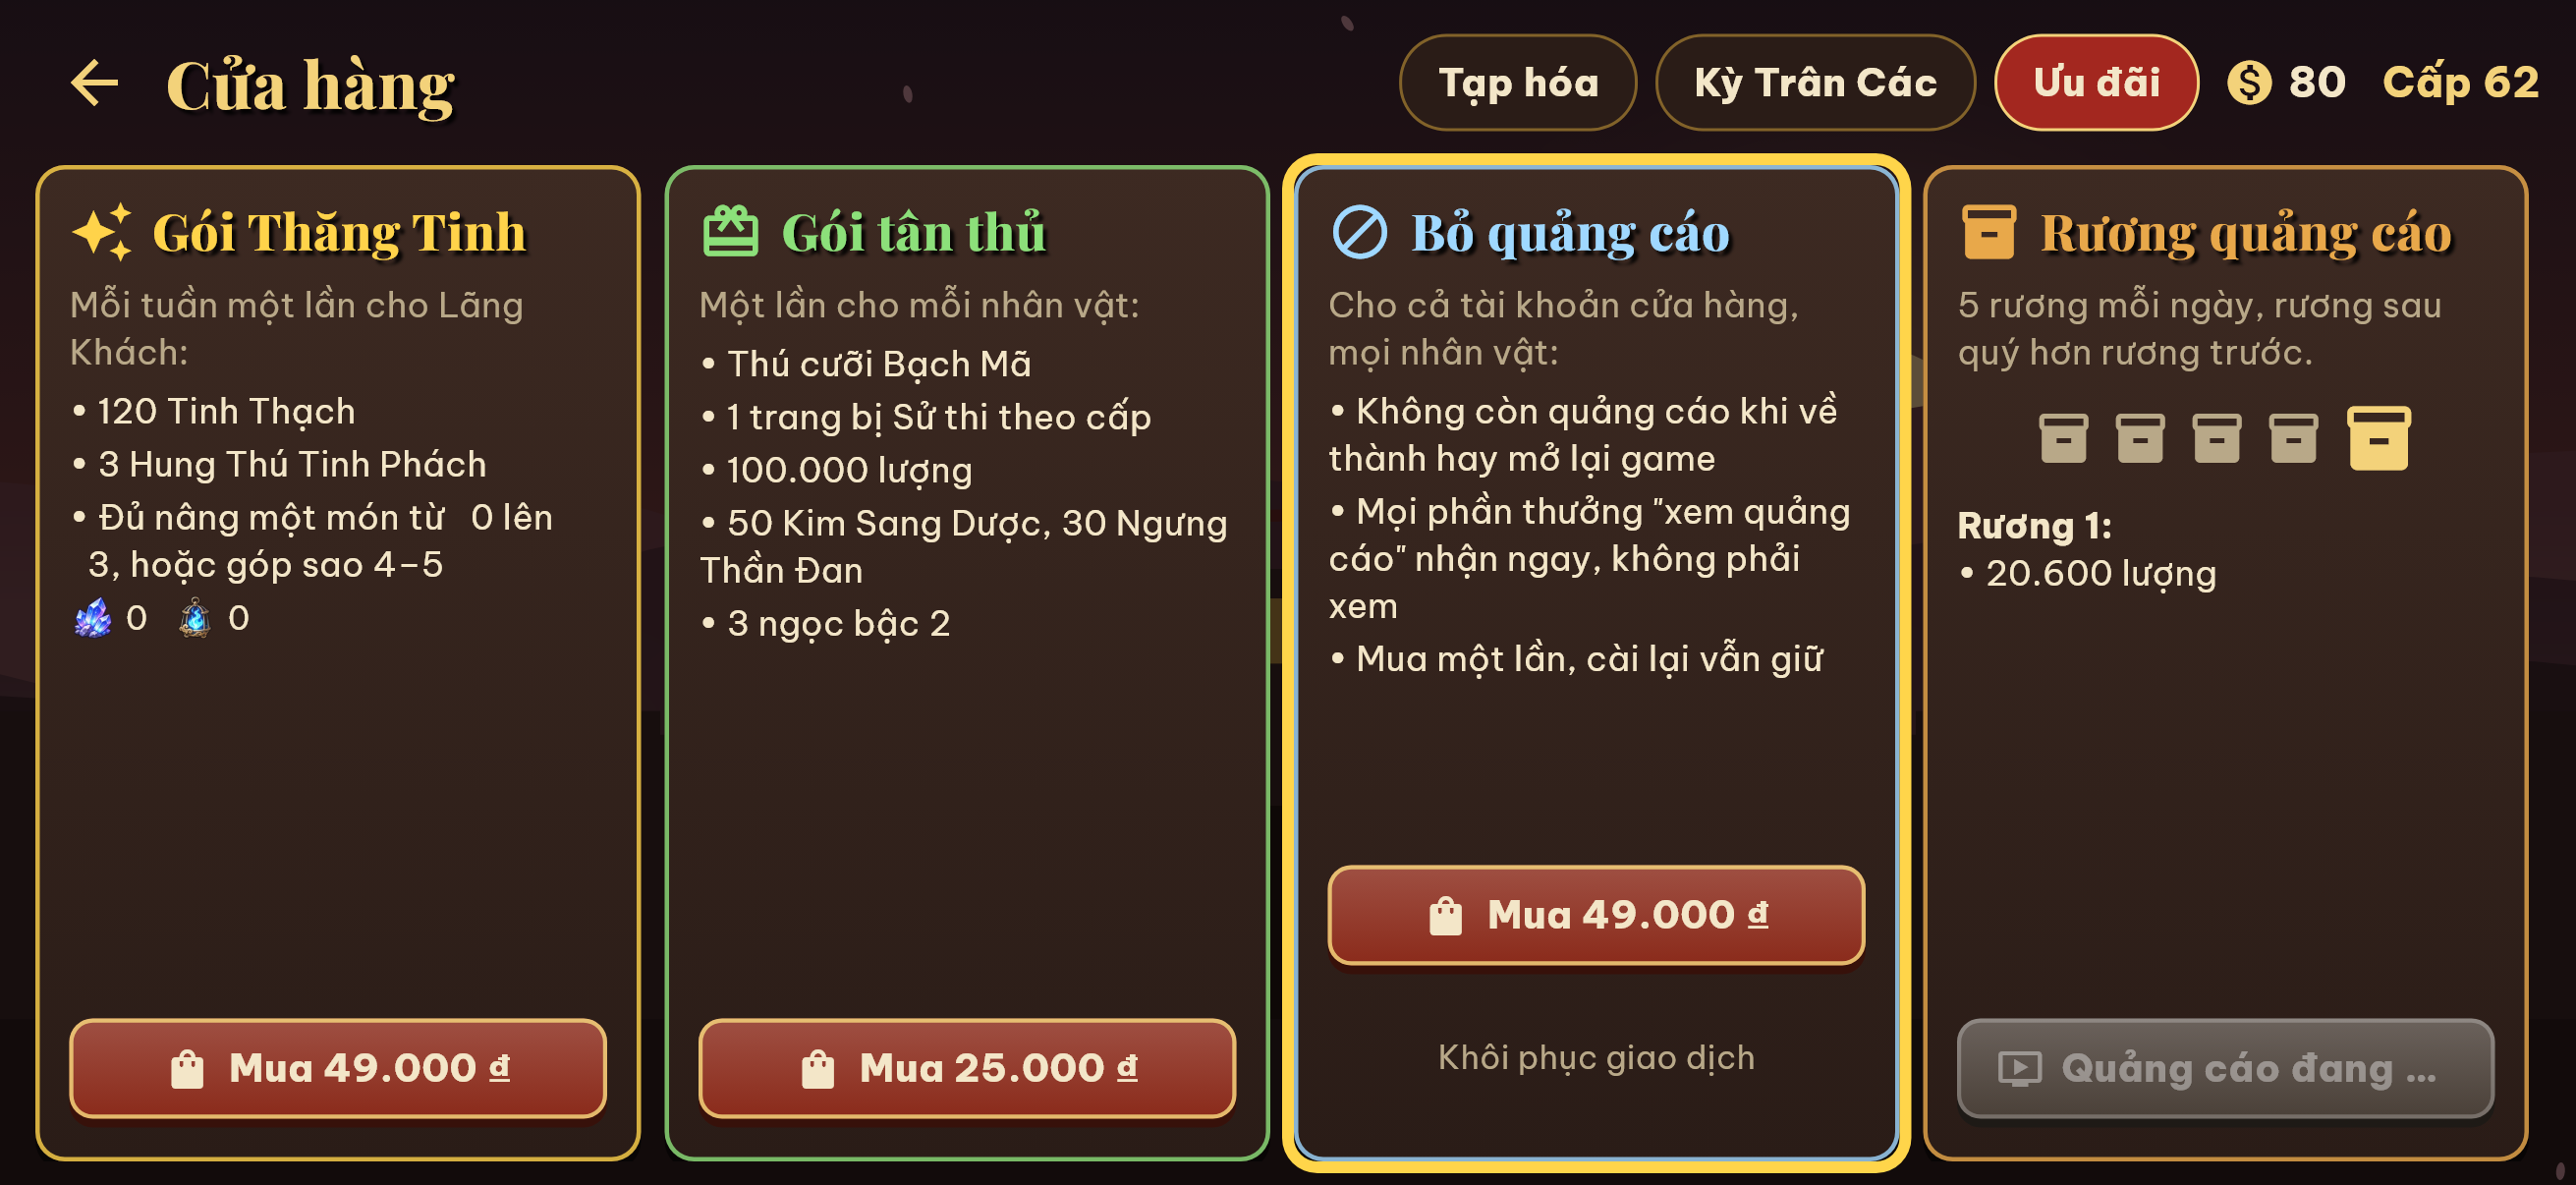 Cửa hàng
Tạp hóa
Kỳ Trân Các
Ưu đãi
80
Cấp 62
Gói Thăng Tinh
Mỗi tuần một lần cho Lãng
Khách:
• 120 Tinh Thạch
• 3 Hung Thú Tinh Phách
• Đủ nâng một món từ 0 lên
3, hoặc góp sao 4–5
0 0
Mua 49.000 ₫
Gói tân thủ
Một lần cho mỗi nhân vật:
• Thú cưỡi Bạch Mã
• 1 trang bị Sử thi theo cấp
• 100.000 lượng
• 50 Kim Sang Dược, 30 Ngưng
Thần Đan
• 3 ngọc bậc 2
Mua 25.000 ₫
Bỏ quảng cáo
Cho cả tài khoản cửa hàng,
mọi nhân vật:
• Không còn quảng cáo khi về
thành hay mở lại game
• Mọi phần thưởng "xem quảng
cáo" nhận ngay, không phải
xem
• Mua một lần, cài lại vẫn giữ
Mua 49.000 ₫
Khôi phục giao dịch
Rương quảng cáo
5 rương mỗi ngày, rương sau
quý hơn rương trước.
Rương 1:
• 20.600 lượng
Quảng cáo đang ...